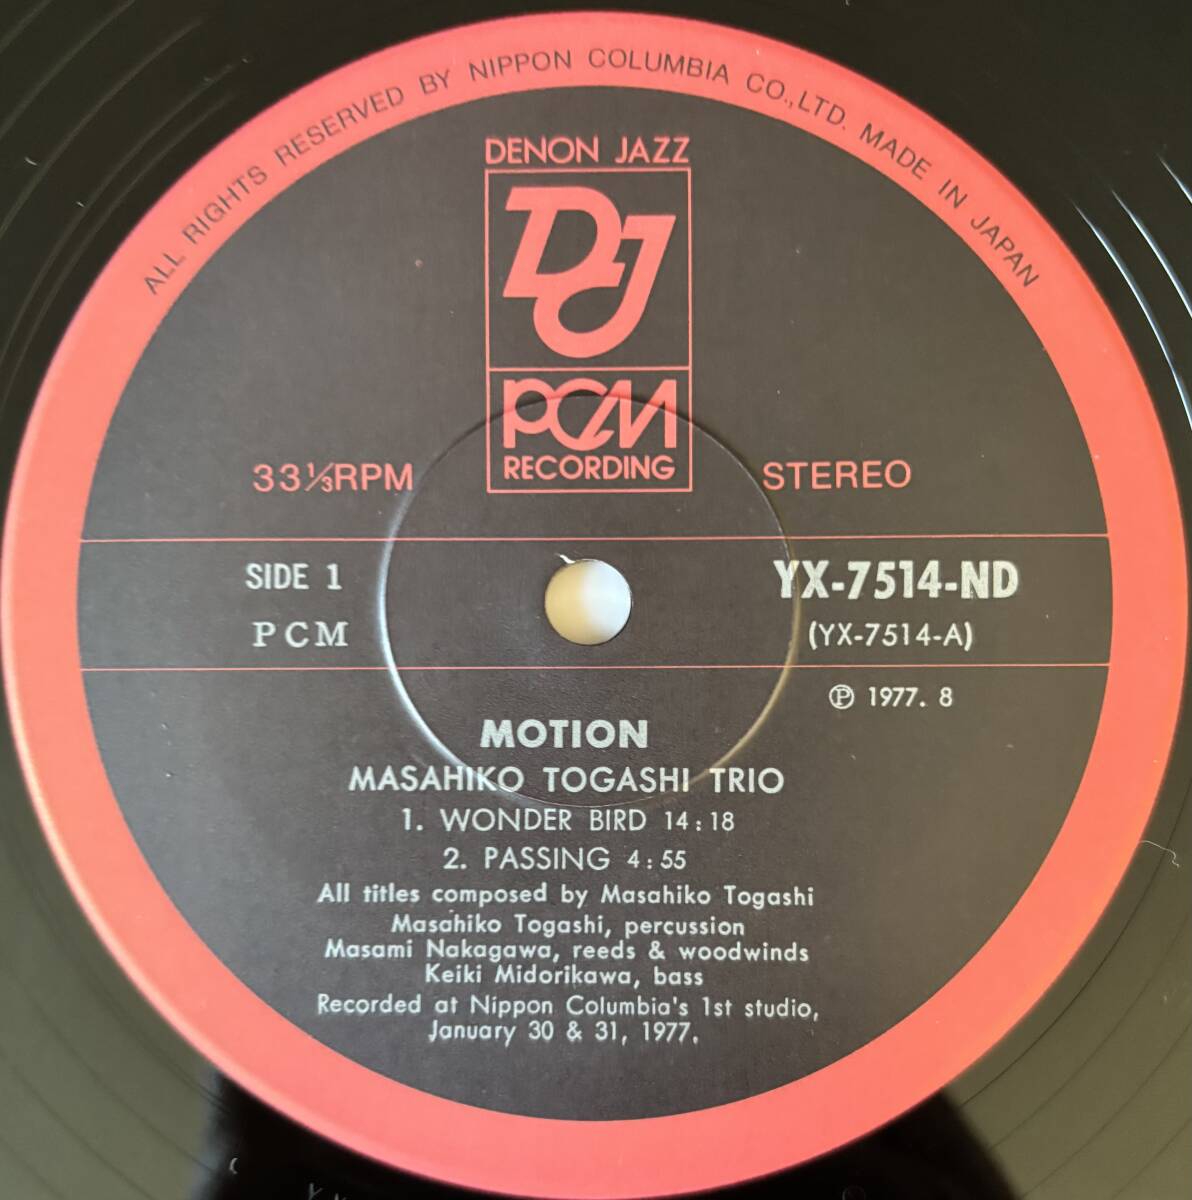 ALL RIGHTS RESERVED BY NIPPON COLUMBIA CO.,LTD. MADE IN JAPAN
DENON JAZZ
DJ
PCM
RECORDING
33⅓RPM
STEREO
SIDE 1
PCM
YX-7514-ND
(YX-7514-A)
Ⓟ 1977. 8
MOTION
MASAHIKO TOGASHI TRIO
1. WONDER BIRD 14:18
2. PASSING 4:55
All titles composed by Masahiko Togashi
Masahiko Togashi, percussion
Masami Nakagawa, reeds & woodwinds
Keiki Midorikawa, bass
Recorded at Nippon Columbia's 1st studio,
January 30 & 31, 1977.